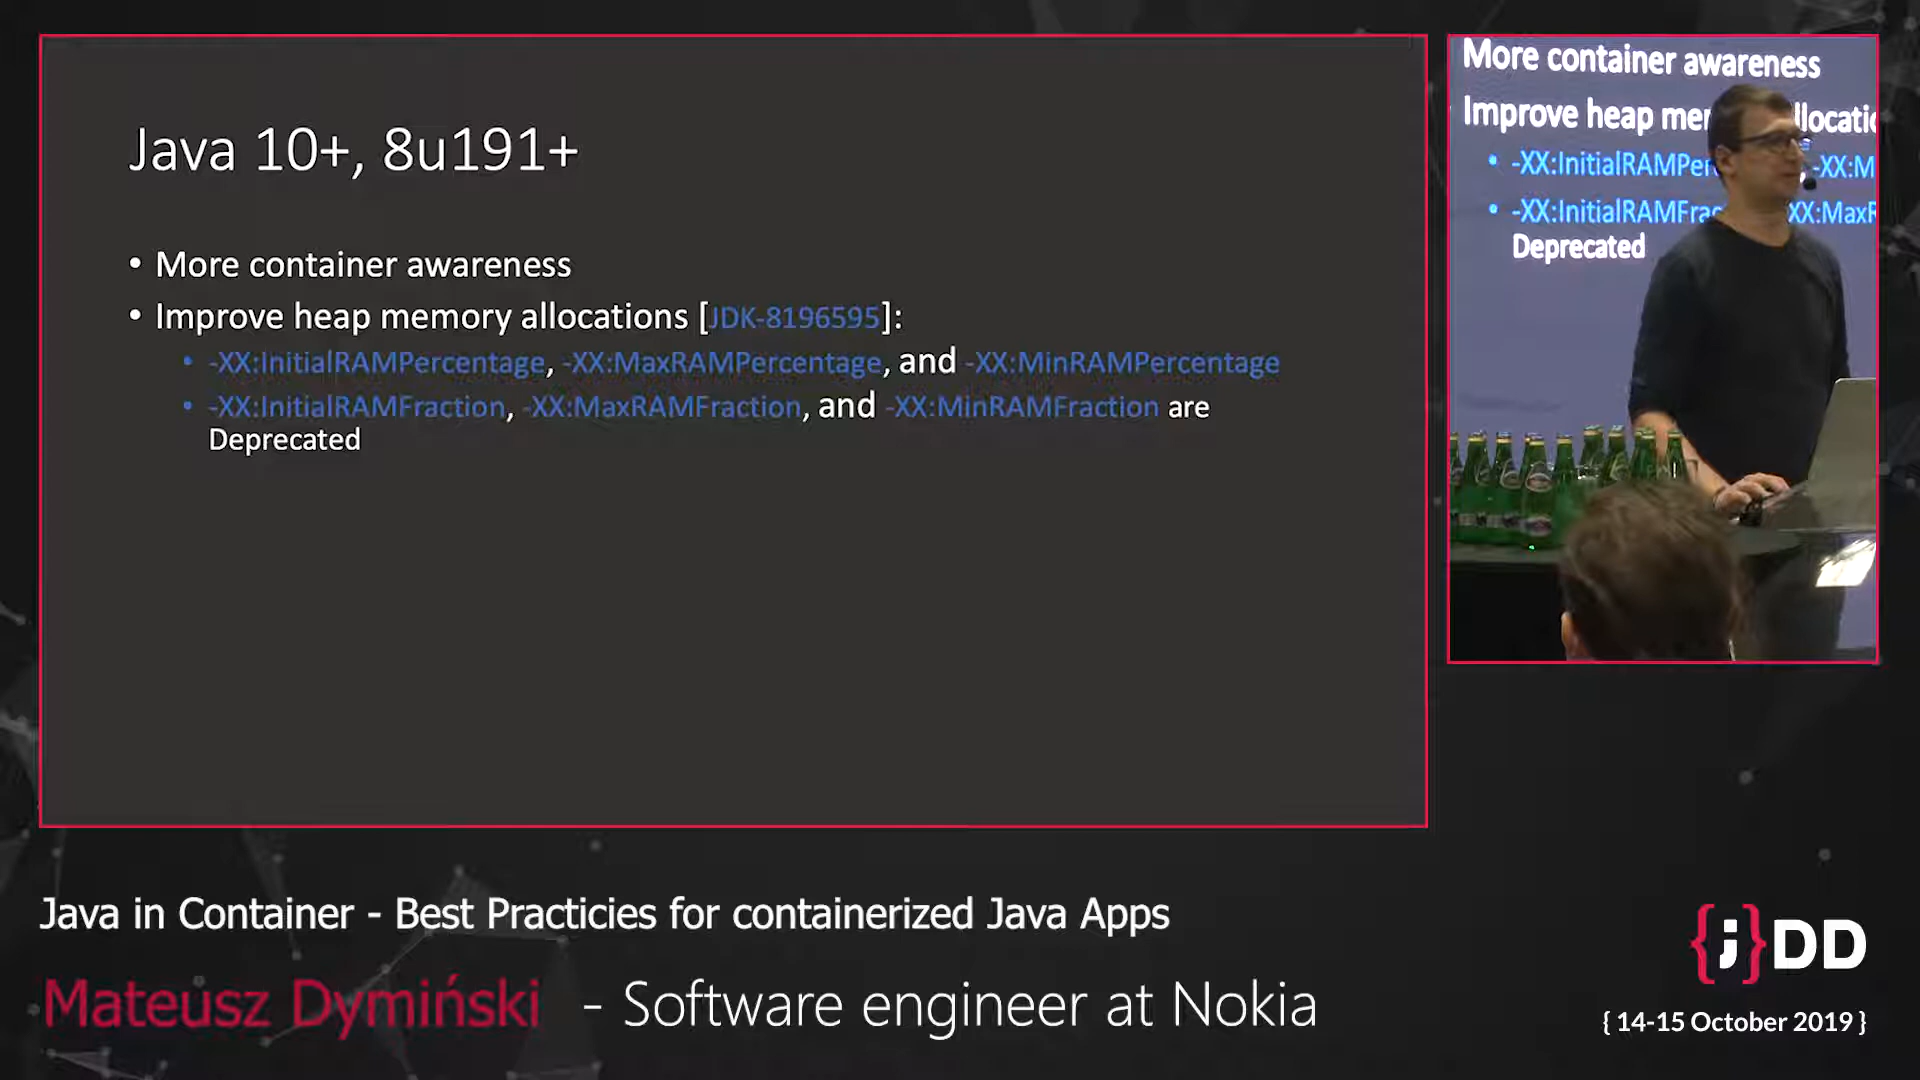 Java 10+, 8u191+
• More container awareness
• Improve heap memory allocations [JDK-8196595]:
• -XX:InitialRAMPercentage, -XX:MaxRAMPercentage, and -XX:MinRAMPercentage
• -XX:InitialRAMFraction, -XX:MaxRAMFraction, and -XX:MinRAMFraction are
Deprecated
More container awareness
Improve heap mem llocatio
• -XX:InitialRAMPer -XX:M
• -XX:InitialRAMFrac XX:MaxR
Deprecated
Java in Container - Best Practicies for containerized Java Apps
Mateusz Dymiński - Software engineer at Nokia
{;}DD
{ 14-15 October 2019 }